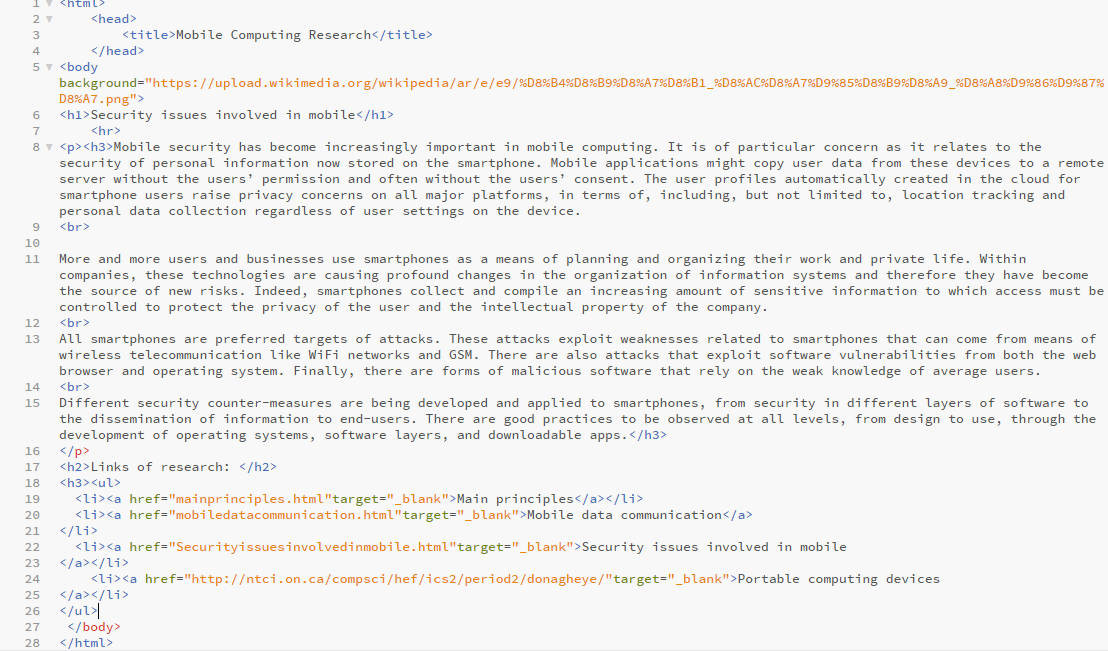 1 <html>
2 <head>
3 <title>Mobile Computing Research</title>
4 </head>
5 <body
background="https://upload.wikimedia.org/wikipedia/ar/e/e9/%D8%B4%D8%B9%D8%A7%D8%B1_%D8%AC%D8%A7%D9%85%D8%B9%D8%A9_%D8%A8%D9%86%D9%87%
D8%A7.png">
6 <h1>Security issues involved in mobile</h1>
7 <hr>
8 <p><h3>Mobile security has become increasingly important in mobile computing. It is of particular concern as it relates to the
security of personal information now stored on the smartphone. Mobile applications might copy user data from these devices to a remote
server without the users’ permission and often without the users’ consent. The user profiles automatically created in the cloud for
smartphone users raise privacy concerns on all major platforms, in terms of, including, but not limited to, location tracking and
personal data collection regardless of user settings on the device.
9 <br>
10
11 More and more users and businesses use smartphones as a means of planning and organizing their work and private life. Within
companies, these technologies are causing profound changes in the organization of information systems and therefore they have become
the source of new risks. Indeed, smartphones collect and compile an increasing amount of sensitive information to which access must be
controlled to protect the privacy of the user and the intellectual property of the company.
12 <br>
13 All smartphones are preferred targets of attacks. These attacks exploit weaknesses related to smartphones that can come from means of
wireless telecommunication like WiFi networks and GSM. There are also attacks that exploit software vulnerabilities from both the web
browser and operating system. Finally, there are forms of malicious software that rely on the weak knowledge of average users.
14 <br>
15 Different security counter-measures are being developed and applied to smartphones, from security in different layers of software to
the dissemination of information to end-users. There are good practices to be observed at all levels, from design to use, through the
development of operating systems, software layers, and downloadable apps.</h3>
16 </p>
17 <h2>Links of research: </h2>
18 <h3><ul>
19 <li><a href="mainprinciples.html"target="_blank">Main principles</a></li>
20 <li><a href="mobiledatacommunication.html"target="_blank">Mobile data communication</a>
21 </li>
22 <li><a href="Securityissuesinvolvedinmobile.html"target="_blank">Security issues involved in mobile
23 </a></li>
24 <li><a href="http://ntci.on.ca/compsci/hef/ics2/period2/donagheye/"target="_blank">Portable computing devices
25 </a></li>
26 </ul>
27 </body>
28 </html>